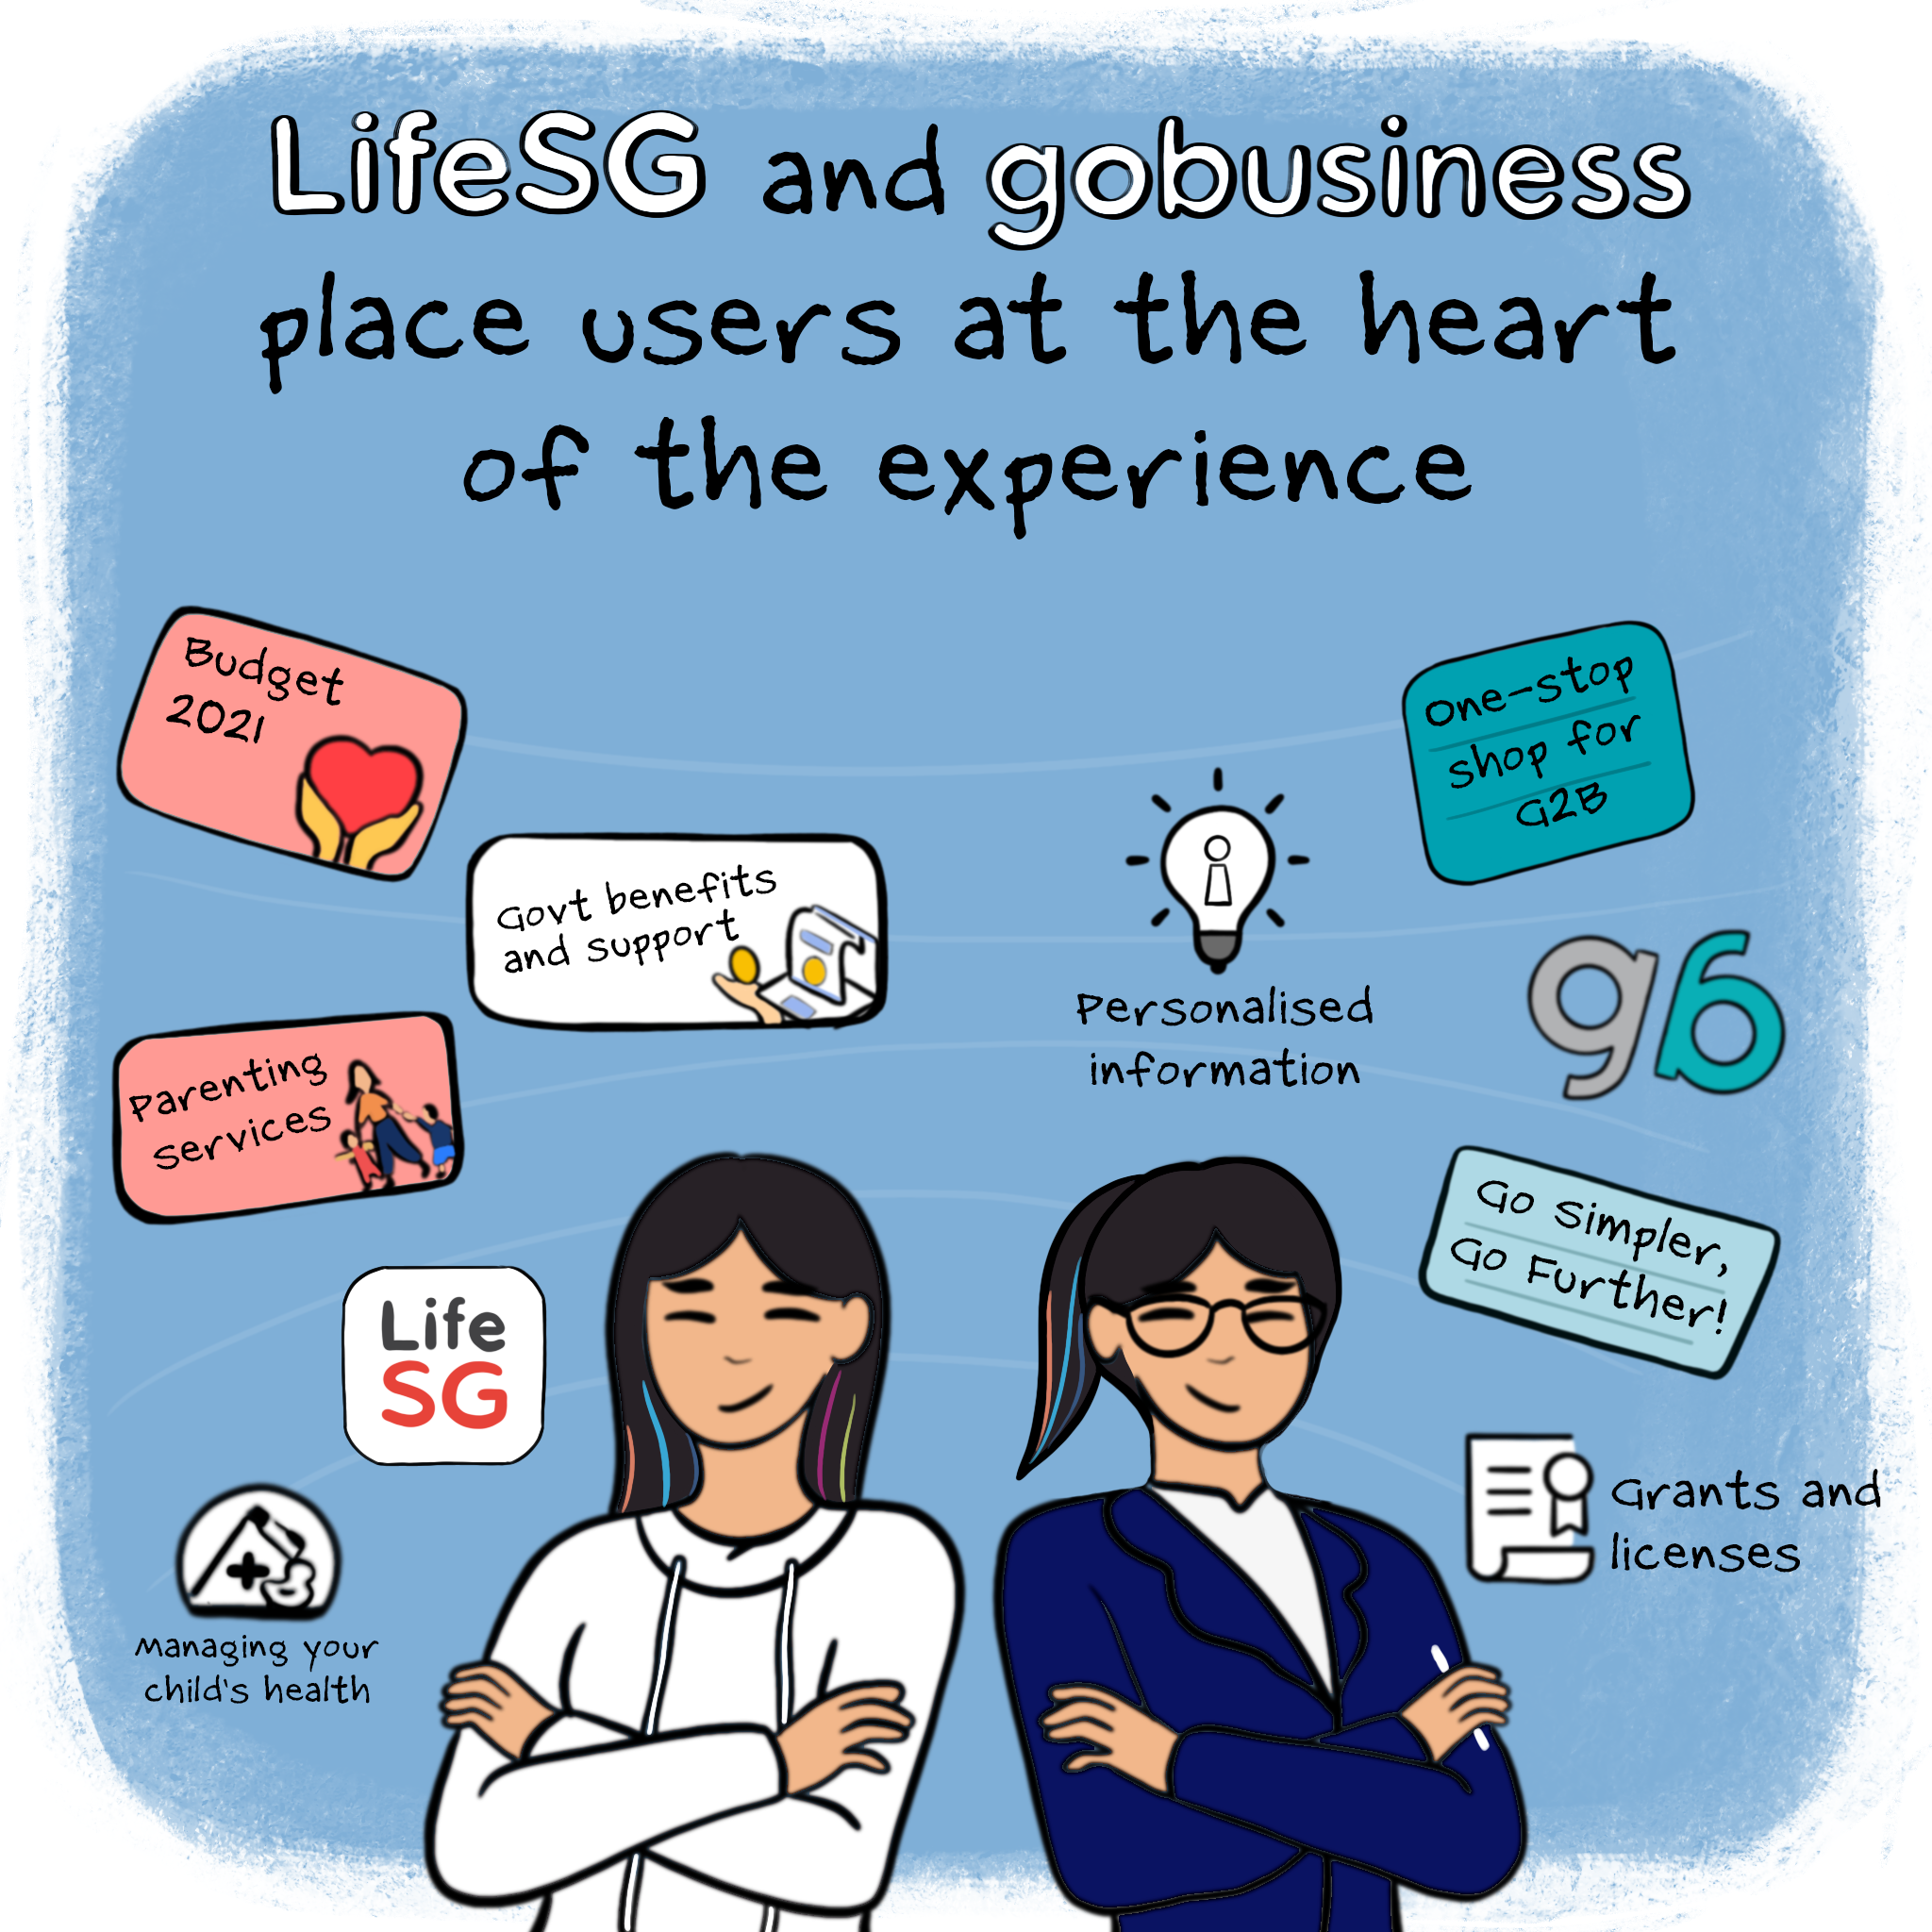 LifeSG and gobusiness
place users at the heart
of the experience
Budget
2021
One-stop
shop for
G2B
Govt benefits
and support
Personalised
information
gb
Parenting
services
Go Simpler,
Go Further!
Life
SG
Grants and
licenses
Managing your
child's health